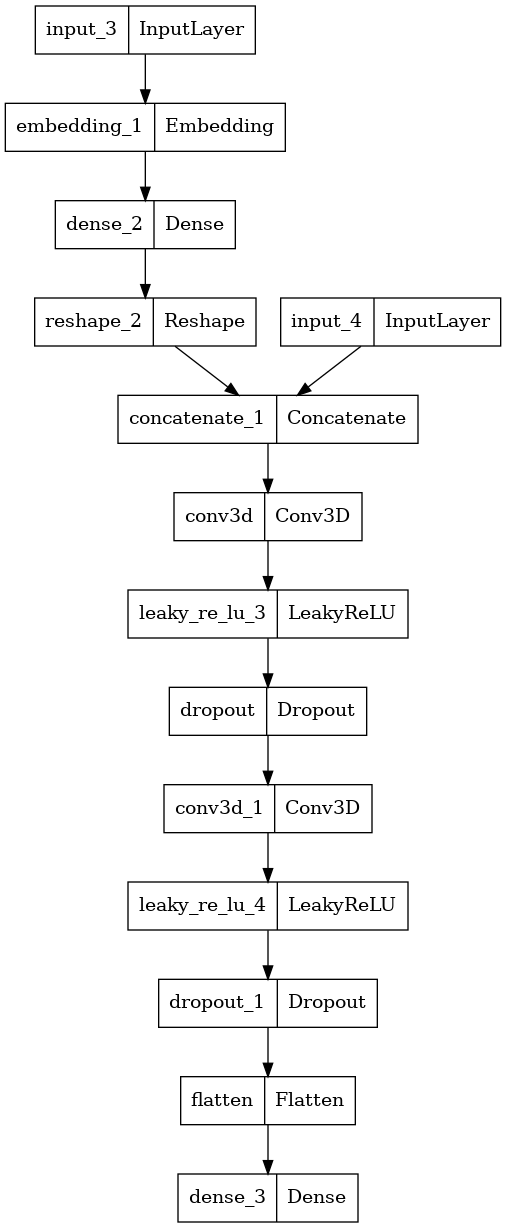 input_3 InputLayer
embedding_1 Embedding
dense_2 Dense
reshape_2 Reshape
input_4 InputLayer
concatenate_1 Concatenate
conv3d Conv3D
leaky_re_lu_3 LeakyReLU
dropout Dropout
conv3d_1 Conv3D
leaky_re_lu_4 LeakyReLU
dropout_1 Dropout
flatten Flatten
dense_3 Dense